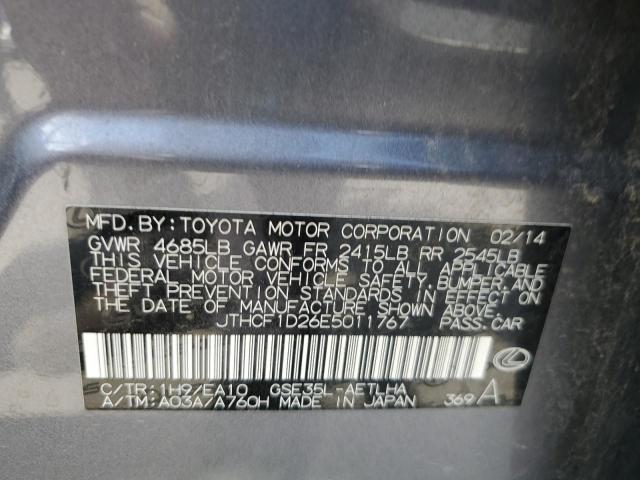 MFD.BY:TOYOTA MOTOR CORPORATION 02/14
GVWR 4685LB GAWR FR 2415LB RR 2545LB
THIS VEHICLE CONFORMS TO ALL APPLICABLE
FEDERAL MOTOR VEHICLE SAFETY,BUMPER,AND
THEFT PREVENTION STANDARDS IN EFFECT ON
THE DATE OF MANUFACTURE SHOWN ABOVE.
JTHCF1D26E5011767 PASS.CAR
C/TR:1H9/EA10 GSE35L-AETLHA
A/TM:A03A/A760H MADE IN JAPAN 369 A